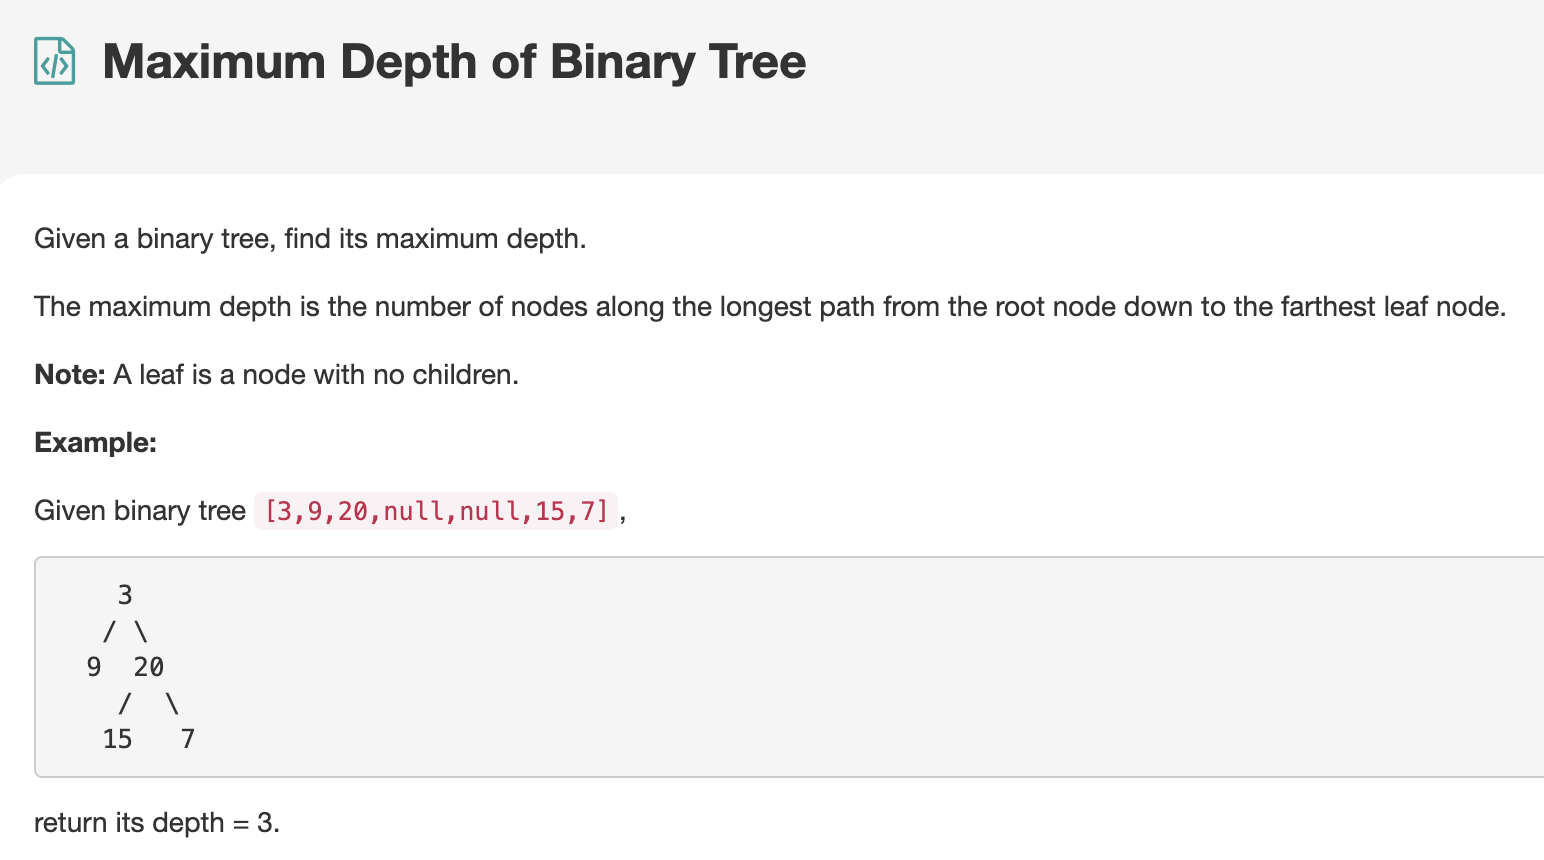 </> Maximum Depth of Binary Tree
Given a binary tree, find its maximum depth.
The maximum depth is the number of nodes along the longest path from the root node down to the farthest leaf node.
Note: A leaf is a node with no children.
Example:
Given binary tree [3,9,20,null,null,15,7],
    3
   / \
  9  20
    /  \
   15   7
return its depth = 3.